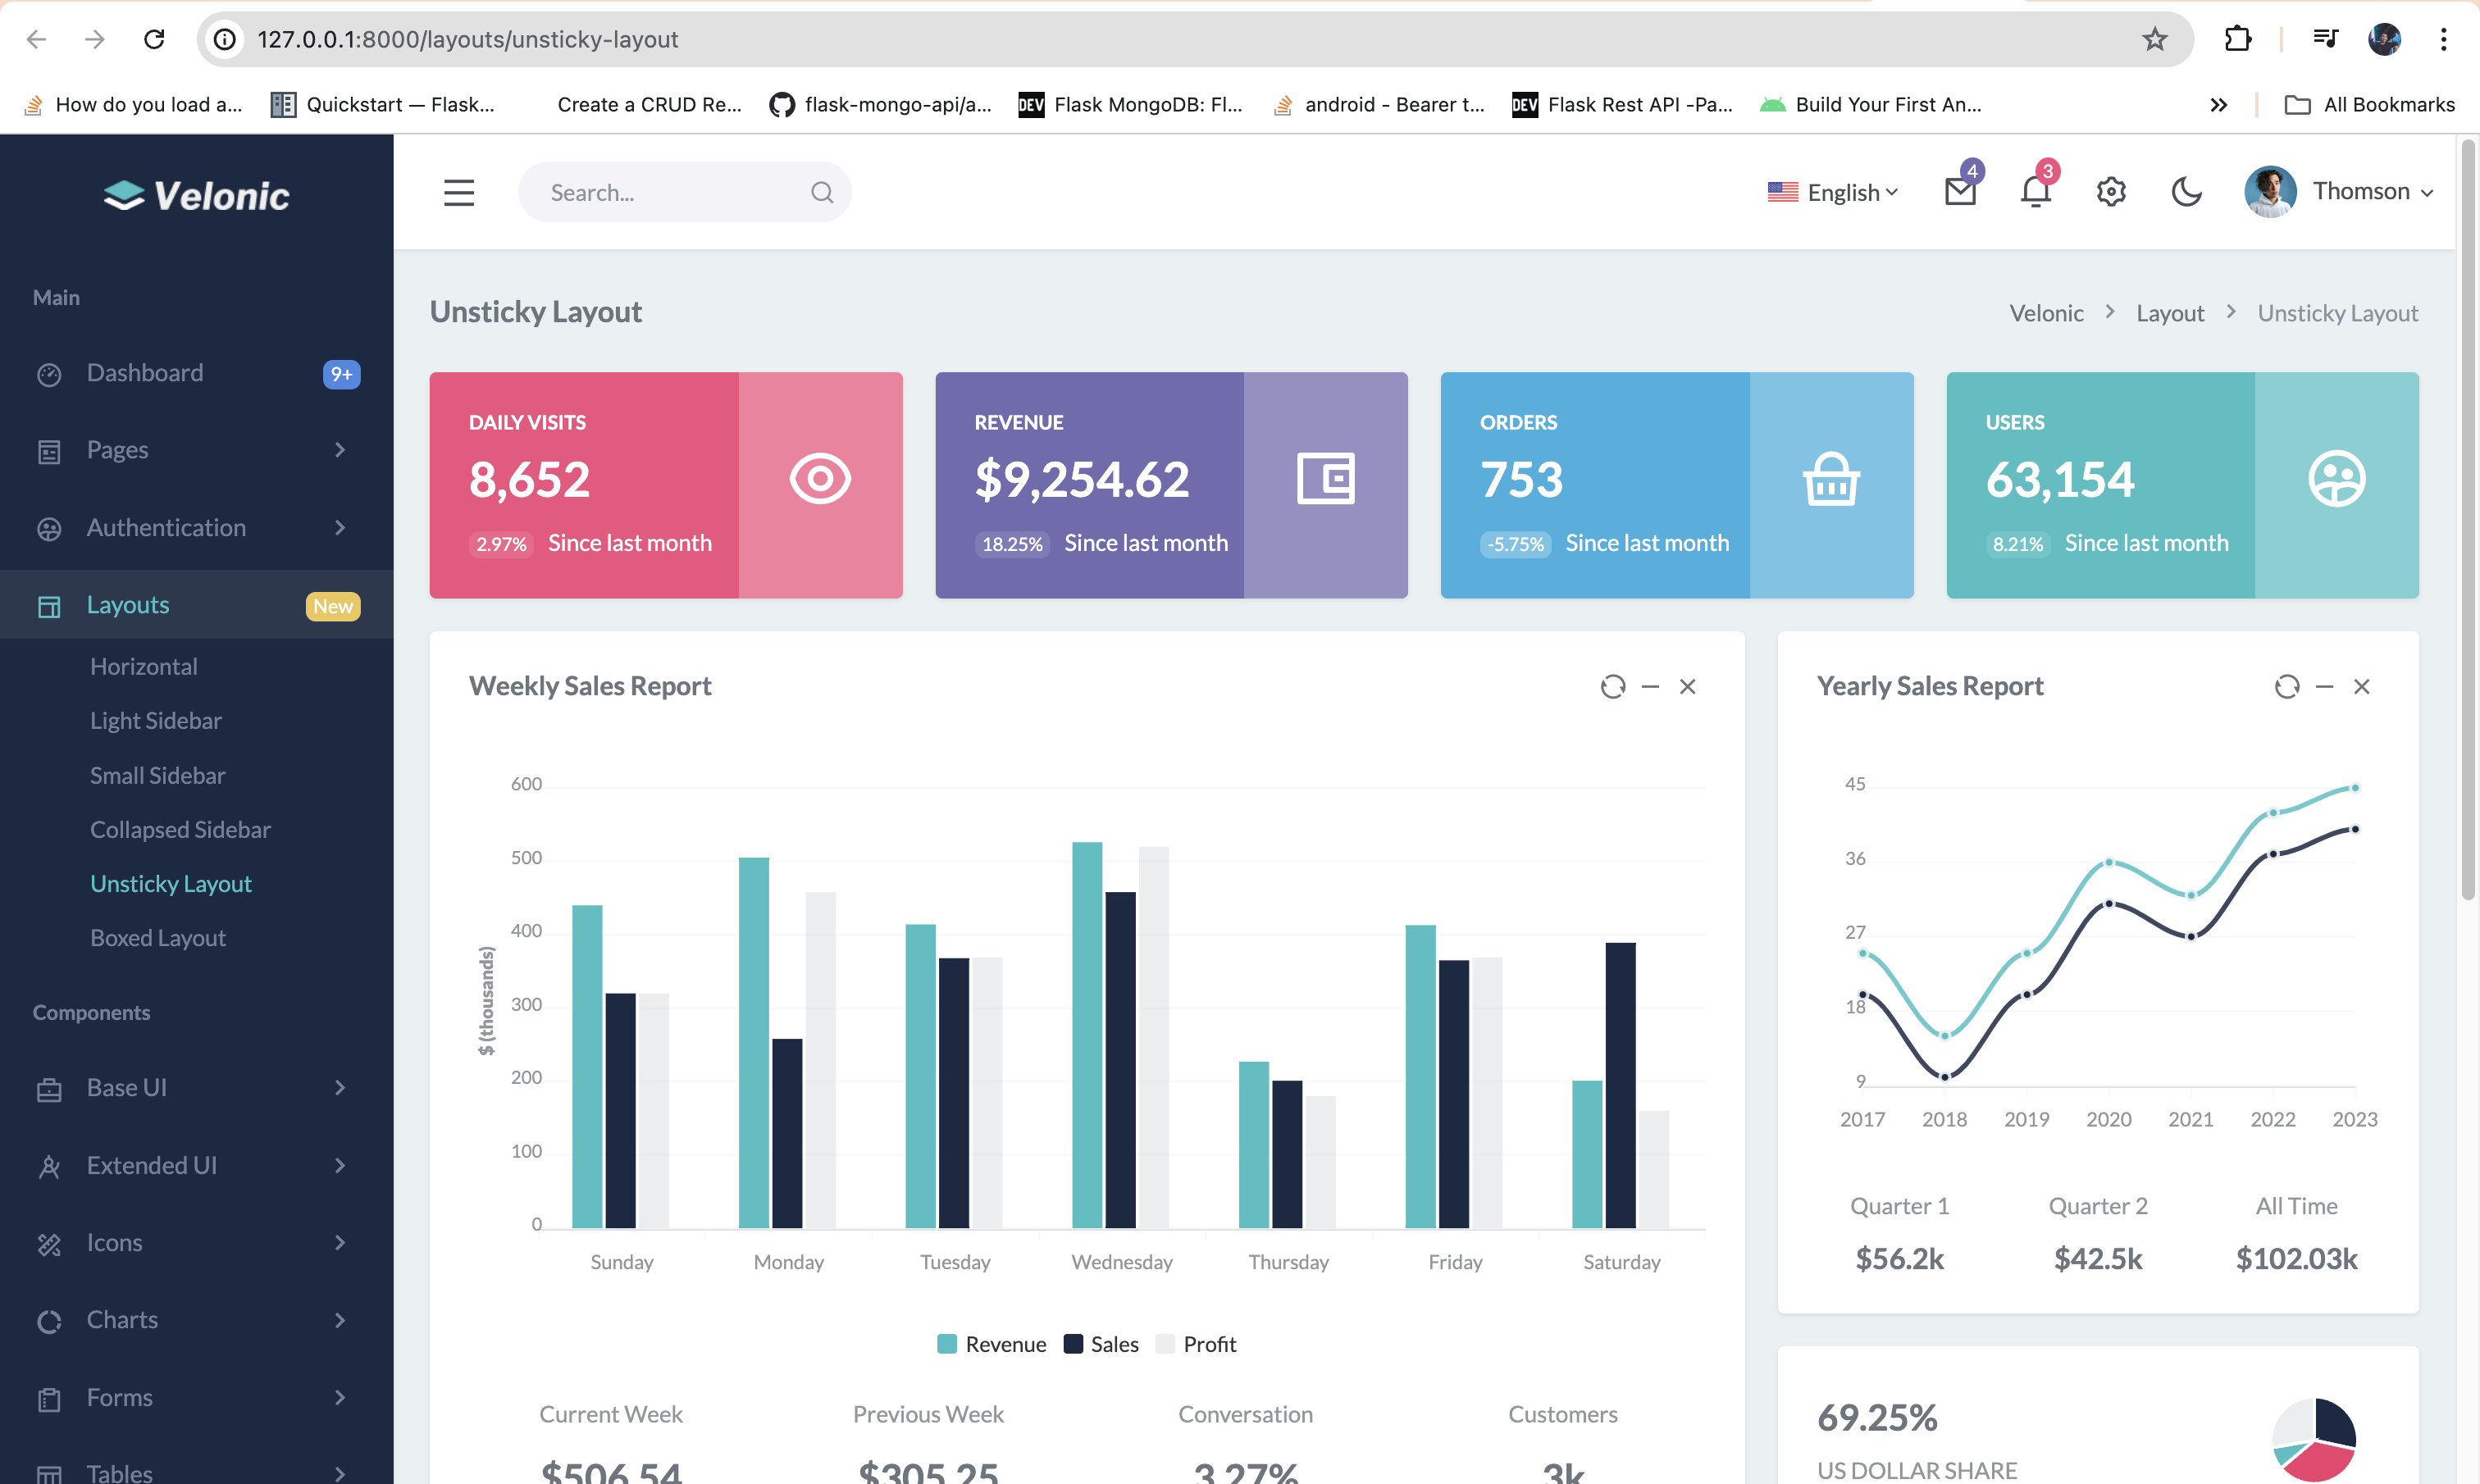 127.0.0.1:8000/layouts/unsticky-layout
How do you load a...
Quickstart — Flask...
Create a CRUD Re...
flask-mongo-api/a...
DEV Flask MongoDB: Fl...
android - Bearer t...
DEV Flask Rest API -Pa...
Build Your First An...
All Bookmarks
Velonic
Search...
English
4
3
Thomson
Main
Dashboard 9+
Pages
Authentication
Layouts New
Horizontal
Light Sidebar
Small Sidebar
Collapsed Sidebar
Unsticky Layout
Boxed Layout
Components
Base UI
Extended UI
Icons
Charts
Forms
Tables
Unsticky Layout
Velonic > Layout > Unsticky Layout
DAILY VISITS
8,652
2.97% Since last month
REVENUE
$9,254.62
18.25% Since last month
ORDERS
753
-5.75% Since last month
USERS
63,154
8.21% Since last month
Weekly Sales Report
$ (thousands)
600
500
400
300
200
100
0
Sunday Monday Tuesday Wednesday Thursday Friday Saturday
Revenue Sales Profit
Current Week Previous Week Conversation Customers
$506.54 $305.25 3.27% 3k
Yearly Sales Report
45
36
27
18
9
2017 2018 2019 2020 2021 2022 2023
Quarter 1 Quarter 2 All Time
$56.2k $42.5k $102.03k
69.25%
US DOLLAR SHARE